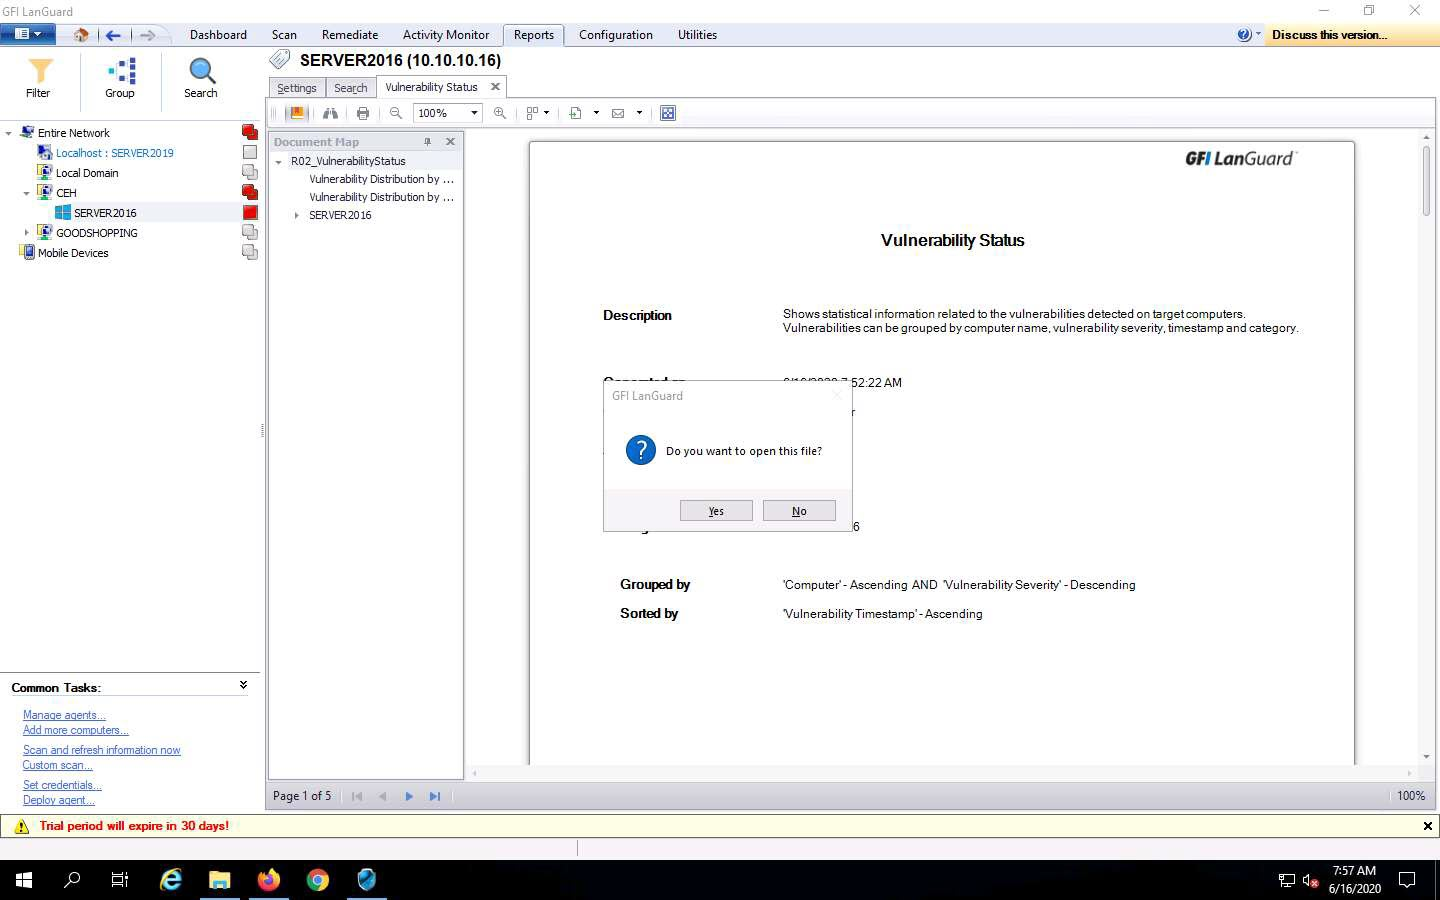 GFI LanGuard
Dashboard
Scan
Remediate
Activity Monitor
Reports
Configuration
Utilities
Discuss this version...
Filter
Group
Search
SERVER2016 (10.10.10.16)
Settings
Search
Vulnerability Status
100%
Entire Network
Localhost : SERVER2019
Local Domain
CEH
SERVER2016
GOODSHOPPING
Mobile Devices
Document Map
R02_VulnerabilityStatus
Vulnerability Distribution by ...
Vulnerability Distribution by ...
SERVER2016
GFI LanGuard
Vulnerability Status
Description
Shows statistical information related to the vulnerabilities detected on target computers.
Vulnerabilities can be grouped by computer name, vulnerability severity, timestamp and category.
:52:22 AM
r
GFI LanGuard
Do you want to open this file?
Yes
No
6
Grouped by
'Computer' - Ascending AND 'Vulnerability Severity' - Descending
Sorted by
'Vulnerability Timestamp' - Ascending
Common Tasks:
Manage agents...
Add more computers...
Scan and refresh information now
Custom scan...
Set credentials...
Deploy agent...
Page 1 of 5
100%
Trial period will expire in 30 days!
7:57 AM
6/16/2020